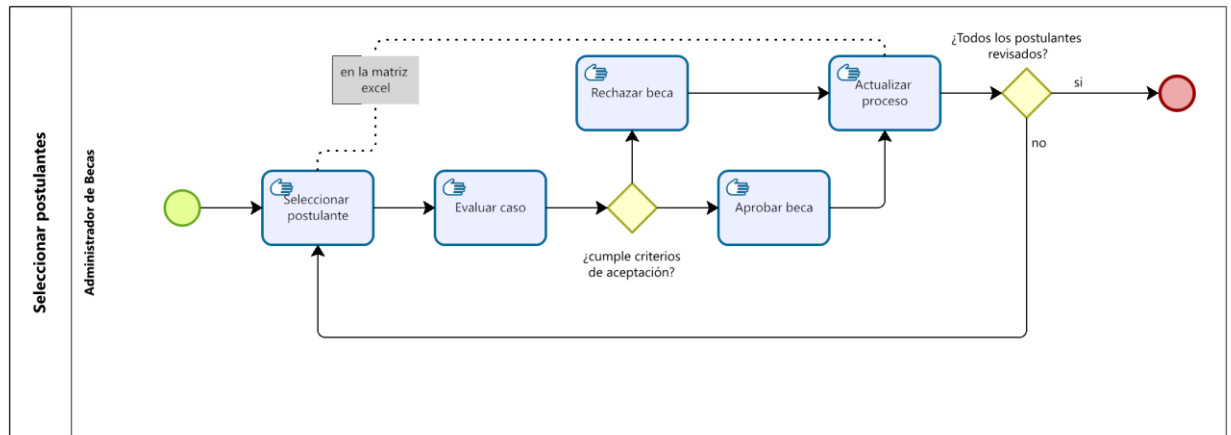 Seleccionar postulantes
Administrador de Becas
en la matriz
excel
Seleccionar
postulante
Evaluar caso
¿cumple criterios
de aceptación?
Rechazar beca
Aprobar beca
Actualizar
proceso
¿Todos los postulantes
revisados?
si
no